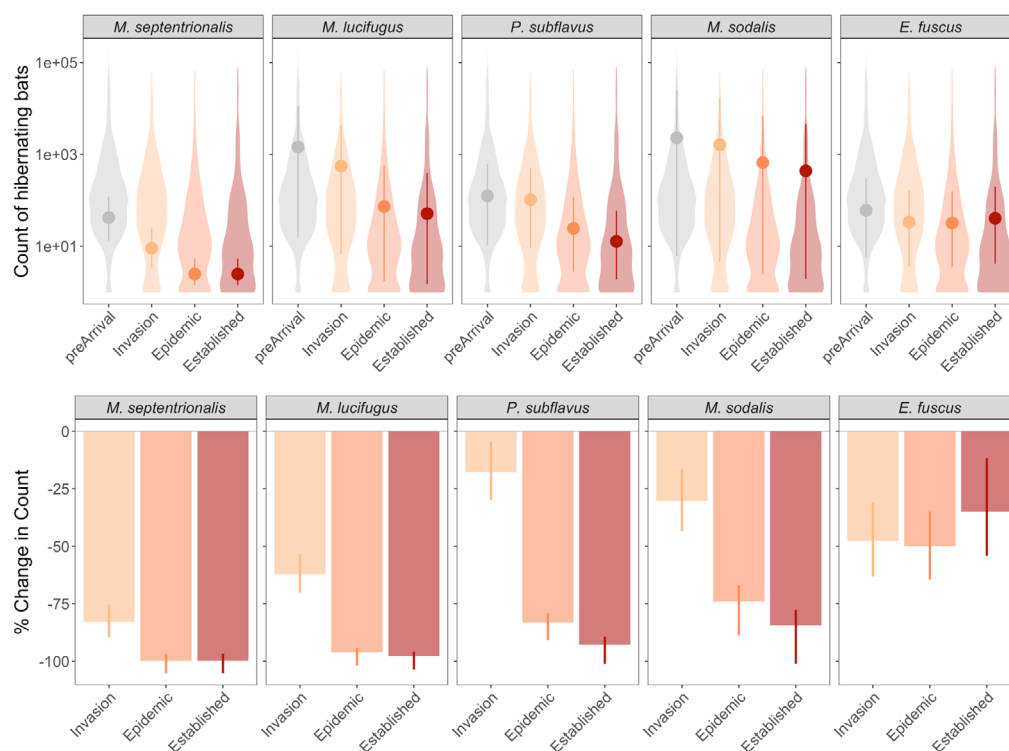 M. septentrionalis M. lucifugus P. subflavus M. sodalis E. fuscus
Count of hibernating bats
1e+05
1e+03
1e+01
preArrival Invasion Epidemic Established preArrival Invasion Epidemic Established preArrival Invasion Epidemic Established preArrival Invasion Epidemic Established preArrival Invasion Epidemic Established
M. septentrionalis M. lucifugus P. subflavus M. sodalis E. fuscus
% Change in Count
0
-25
-50
-75
-100
Invasion Epidemic Established Invasion Epidemic Established Invasion Epidemic Established Invasion Epidemic Established Invasion Epidemic Established